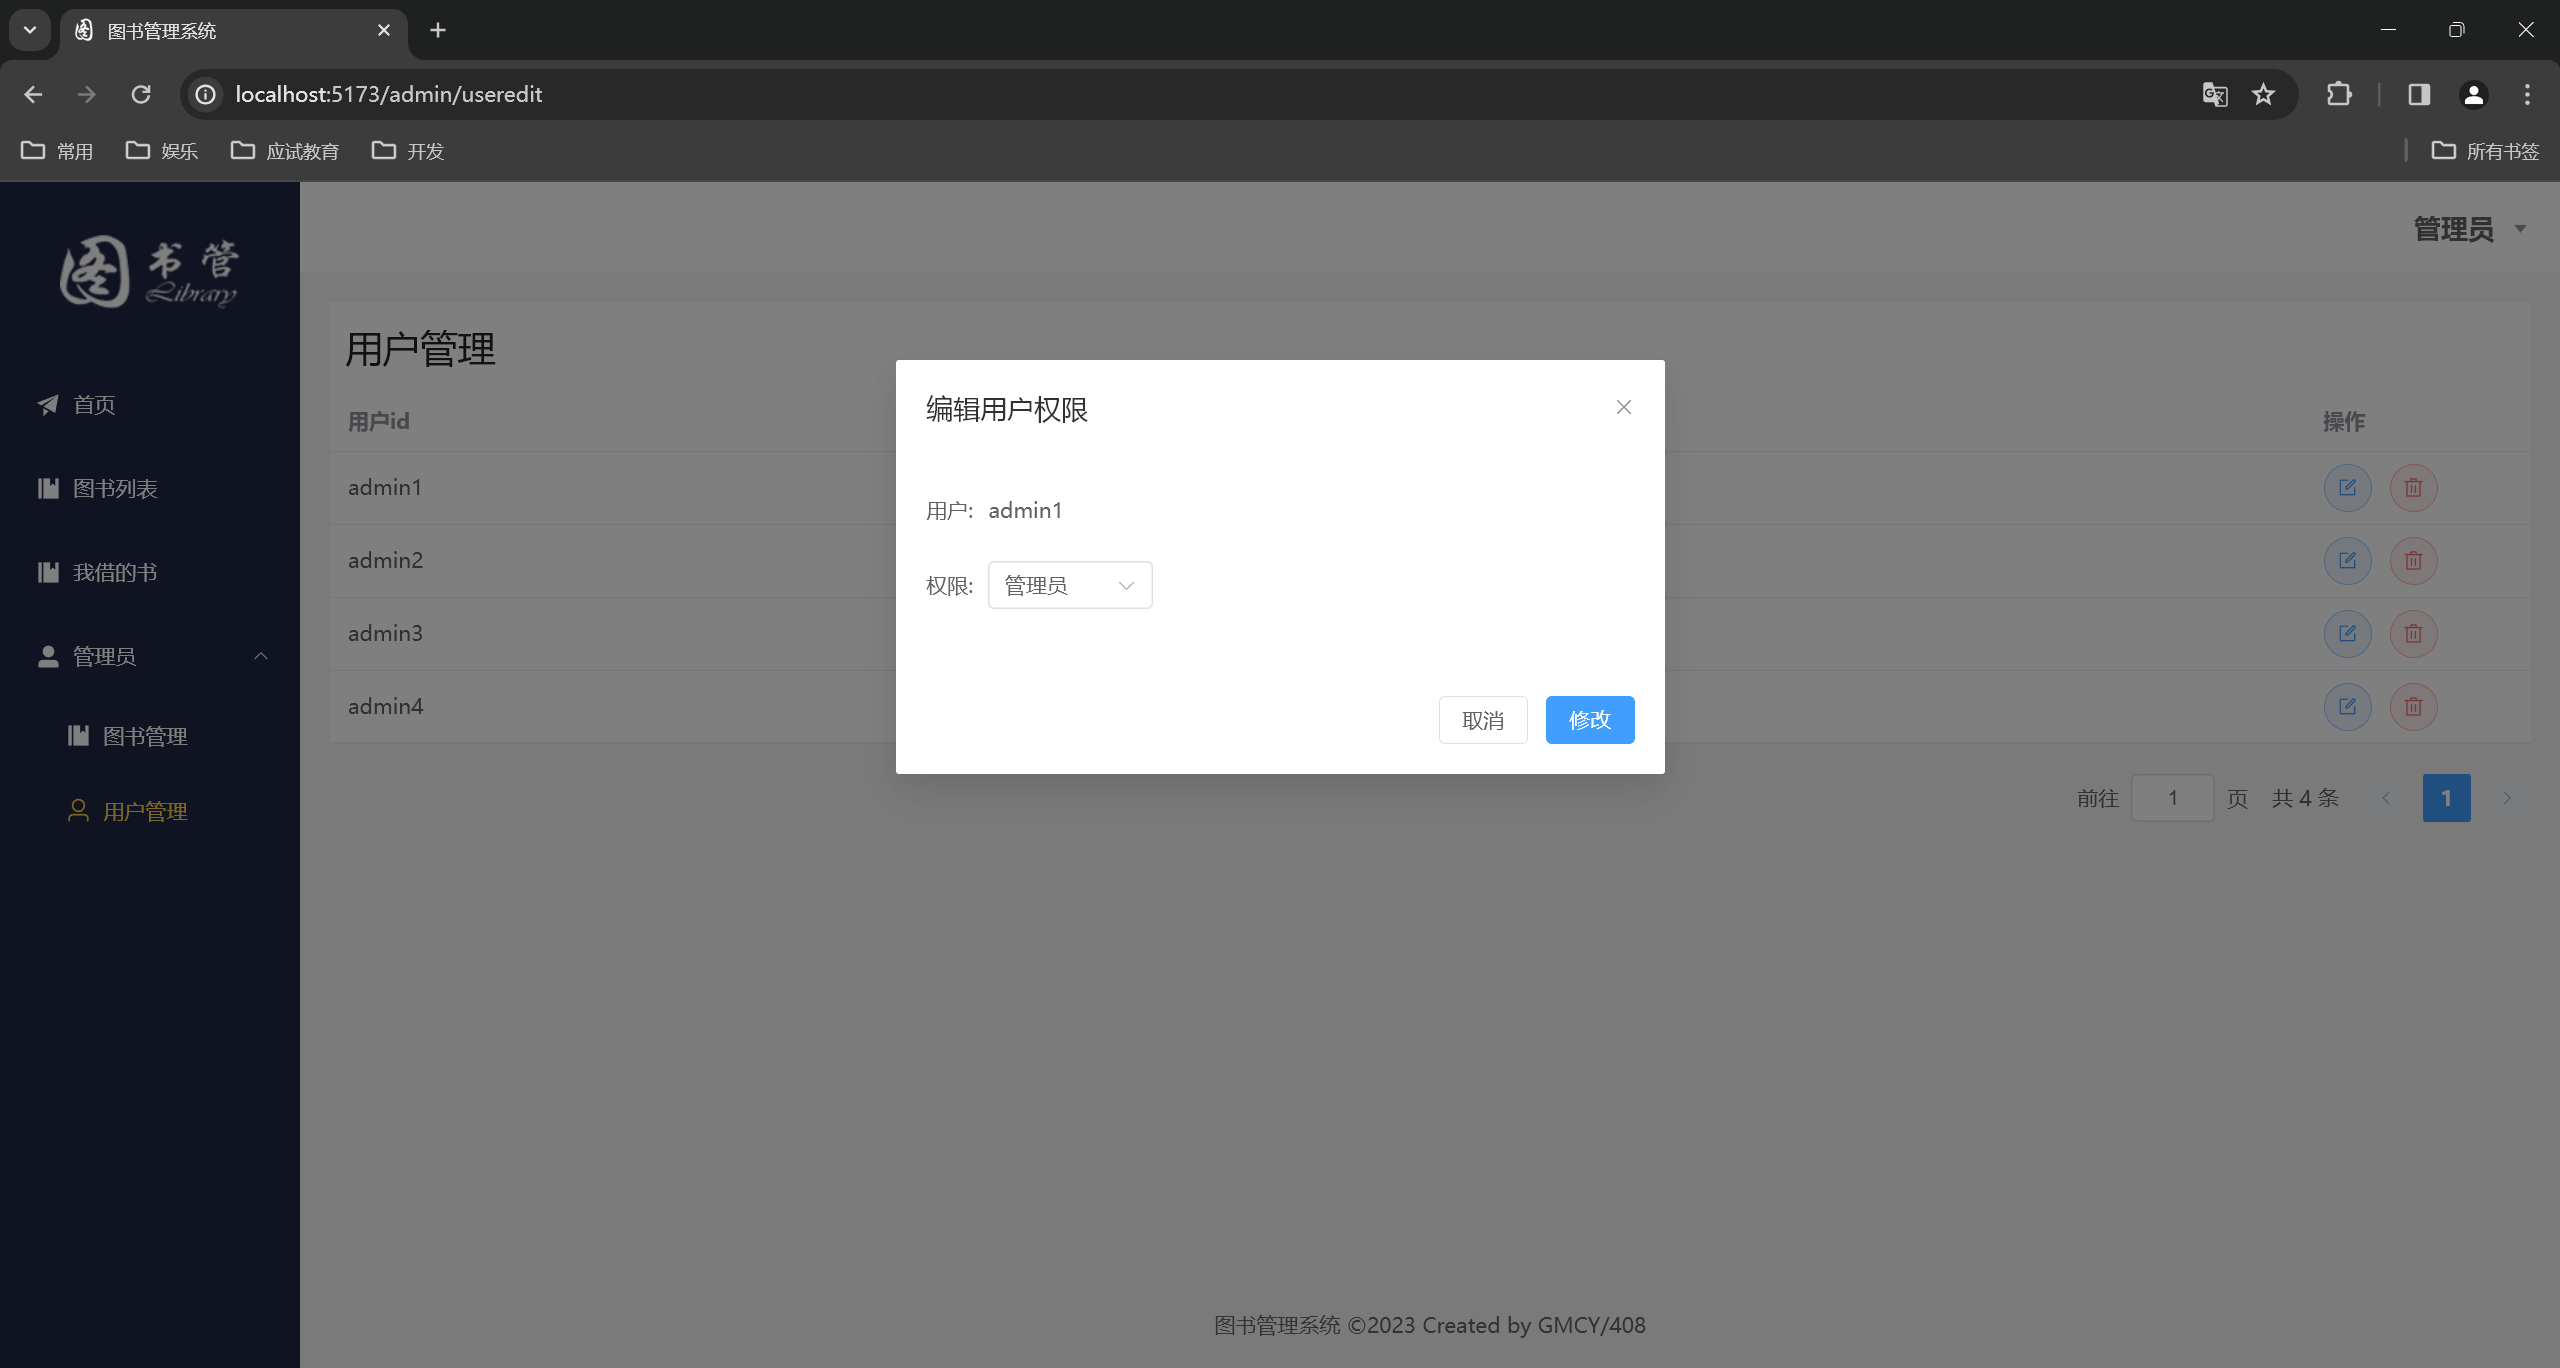 图书管理系统
localhost:5173/admin/useredit
常用 娱乐 应试教育 开发 所有书签
图 书管
Library
管理员
首页
图书列表
我借的书
管理员
图书管理
用户管理
用户管理
用户id 操作
admin1
admin2
admin3
admin4
编辑用户权限
用户: admin1
权限: 管理员
取消 修改
前往 1 页 共 4 条 1
图书管理系统 ©2023 Created by GMCY/408